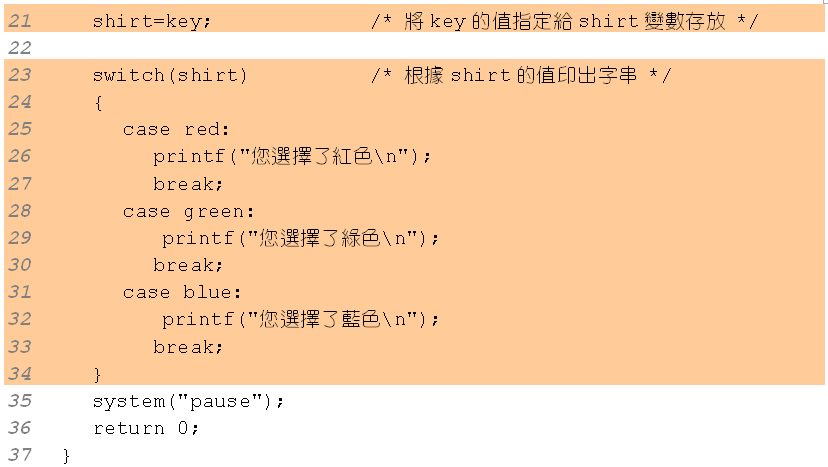 21 shirt=key; /* 將 key 的值指定給 shirt 變數存放 */
22
23 switch(shirt) /* 根據 shirt 的值印出字串 */
24 {
25 case red:
26 printf("您選擇了紅色\n");
27 break;
28 case green:
29 printf("您選擇了綠色\n");
30 break;
31 case blue:
32 printf("您選擇了藍色\n");
33 break;
34 }
35 system("pause");
36 return 0;
37 }